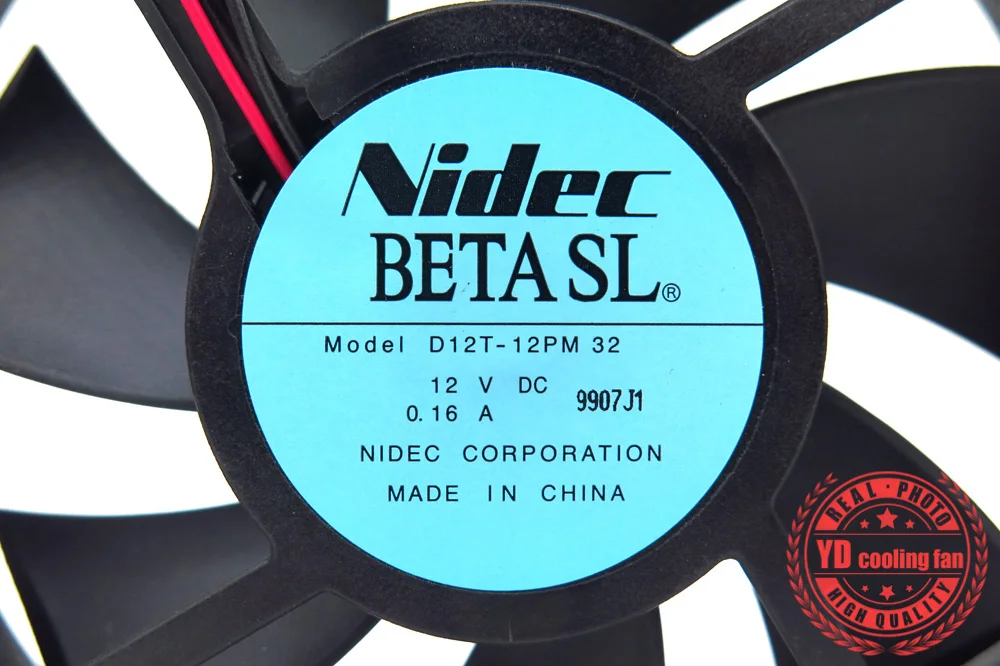 Nidec
BETA SL®
Model D12T-12PM 32
12 V DC
0.16 A
9907J1
NIDEC CORPORATION
MADE IN CHINA
REAL · PHOTO
YD cooling fan
HIGH QUALITY